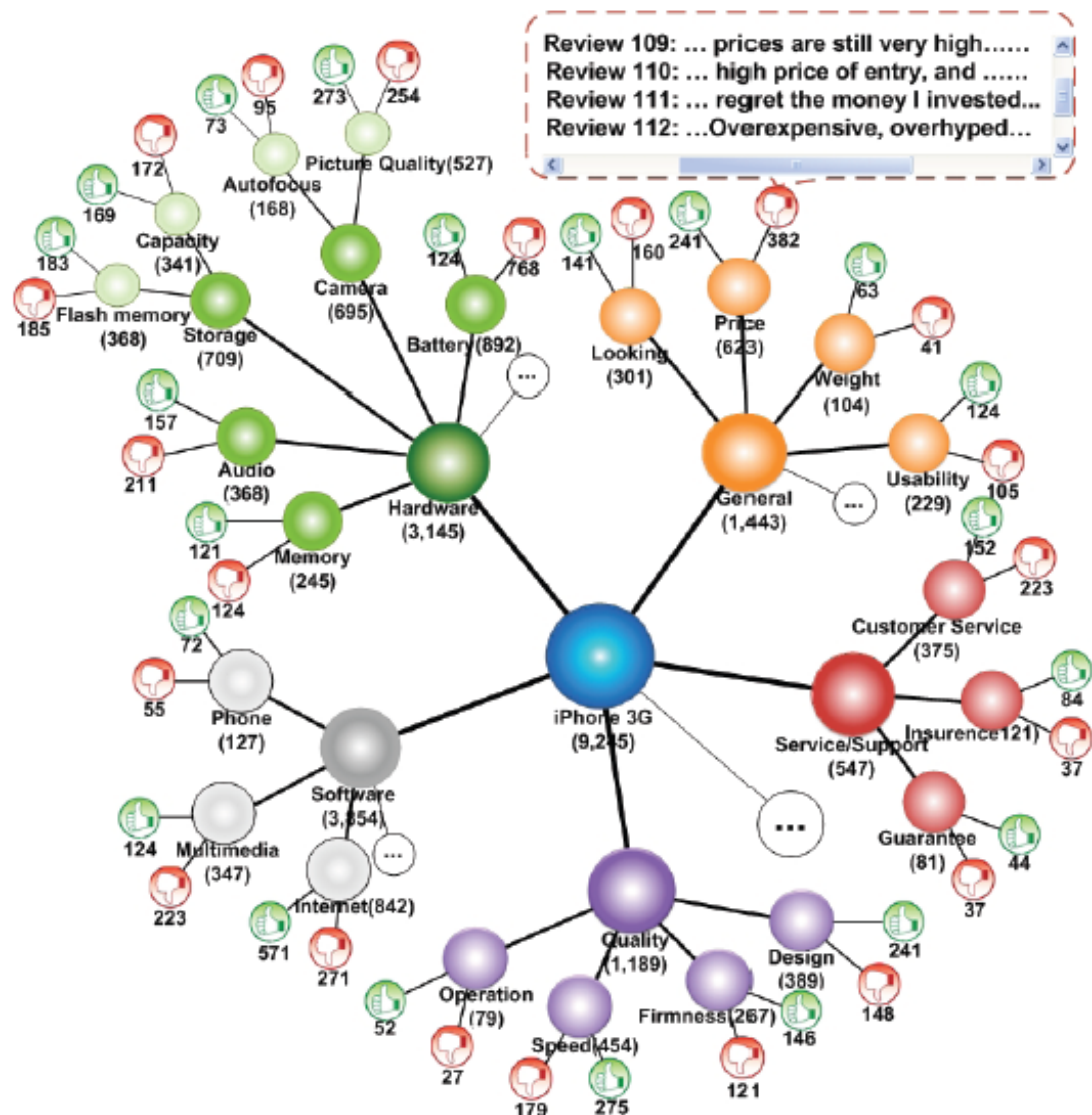 Review 109: ... prices are still very high......
Review 110: ... high price of entry, and ......
Review 111: ... regret the money I invested...
Review 112: ...Overexpensive, overhyped...
273
254
95
73
Picture Quality(527)
172
Autofocus
(168)
169
Capacity
(341)
183
185
Flash memory
(368)
Storage
(709)
Camera
(695)
124
768
Battery(892)
...
141
160
241
382
Looking
(301)
Price
(623)
63
41
Weight
(104)
124
105
Usability
(229)
General
(1,443)
...
157
211
Audio
(368)
Hardware
(3,145)
121
124
Memory
(245)
152
223
Customer Service
(375)
72
55
Phone
(127)
iPhone 3G
(9,245)
84
37
Insurence121)
Service/Support
(547)
Software
(3,854)
...
...
124
223
Multimedia
(347)
Guarantee
(81)
44
37
Internet(842)
571
271
Quality
(1,189)
Design
(389)
241
148
Operation
(79)
52
27
Firmness(267)
146
121
Speed(454)
179
275